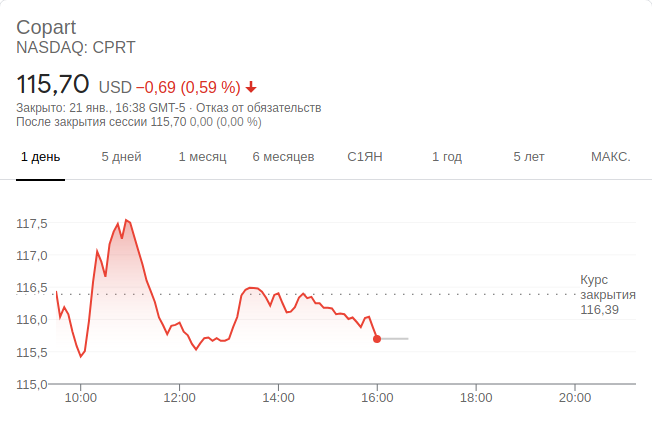 Copart
NASDAQ: CPRT
115,70 USD −0,69 (0,59 %)
Закрыто: 21 янв., 16:38 GMT-5 · Отказ от обязательств
После закрытия сессии 115,70 0,00 (0,00 %)
1 день 5 дней 1 месяц 6 месяцев С1ЯН 1 год 5 лет МАКС.
117,5
117,0
116,5
116,0
115,5
115,0
Курс
закрытия
116,39
10:00 12:00 14:00 16:00 18:00 20:00